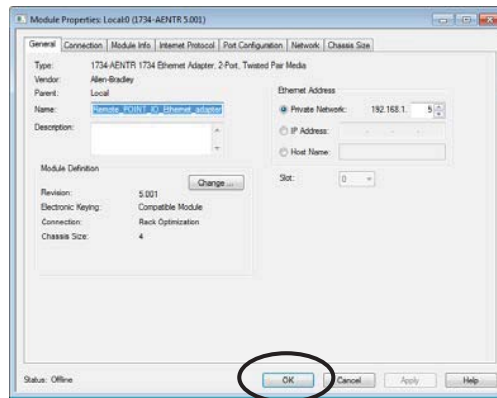 Module Properties: Local:0 (1734-AENTR 5.001)
General Connection Module Info Internet Protocol Port Configuration Network Chassis Size
Type: 1734-AENTR 1734 Ethernet Adapter, 2-Port, Twisted Pair Media
Vendor: Allen-Bradley
Parent: Local
Name: Remote_POINT_IO_Ethernet_adapter
Description:
Ethernet Address
Private Network: 192.168.1. 5
IP Address:
Host Name:
Module Definition
Change ...
Slot: 0
Revision: 5.001
Electronic Keying: Compatible Module
Connection: Rack Optimization
Chassis Size: 4
Status: Offline
OK Cancel Apply Help